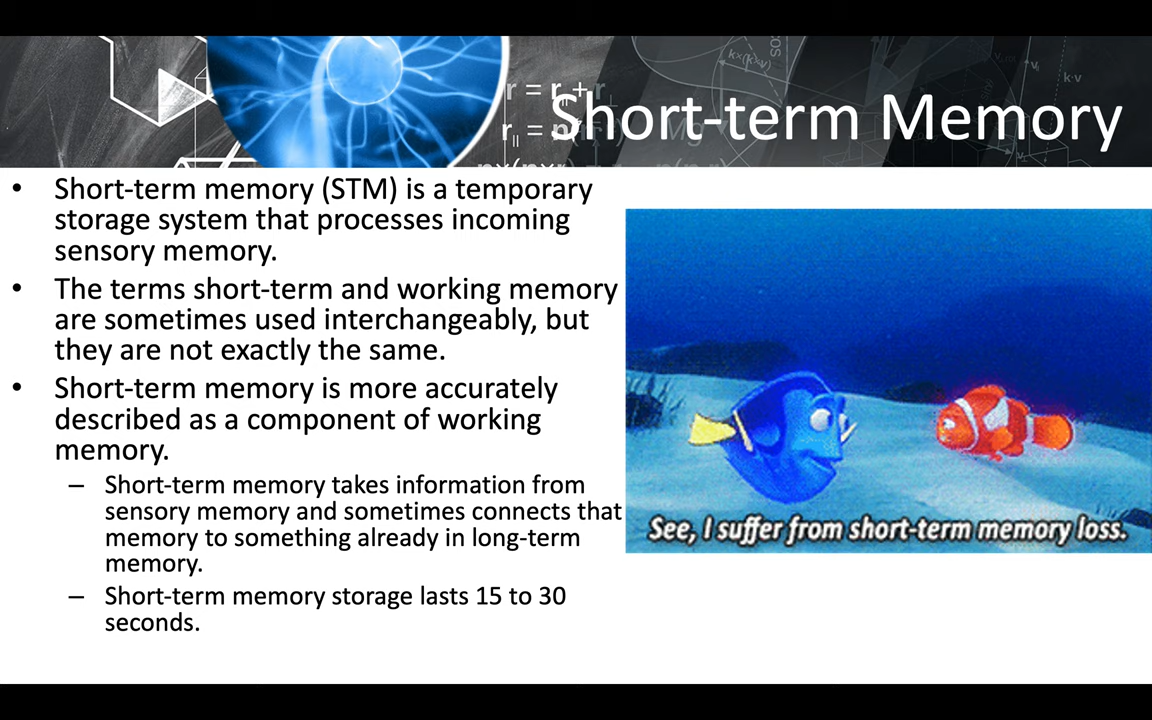 Short-term Memory
r = r + r
r|| = n(
k×(k×v)
cos
k·v
• Short-term memory (STM) is a temporary
storage system that processes incoming
sensory memory.
• The terms short-term and working memory
are sometimes used interchangeably, but
they are not exactly the same.
• Short-term memory is more accurately
described as a component of working
memory.
– Short-term memory takes information from
sensory memory and sometimes connects that
memory to something already in long-term
memory.
– Short-term memory storage lasts 15 to 30
seconds.
See, I suffer from short-term memory loss.